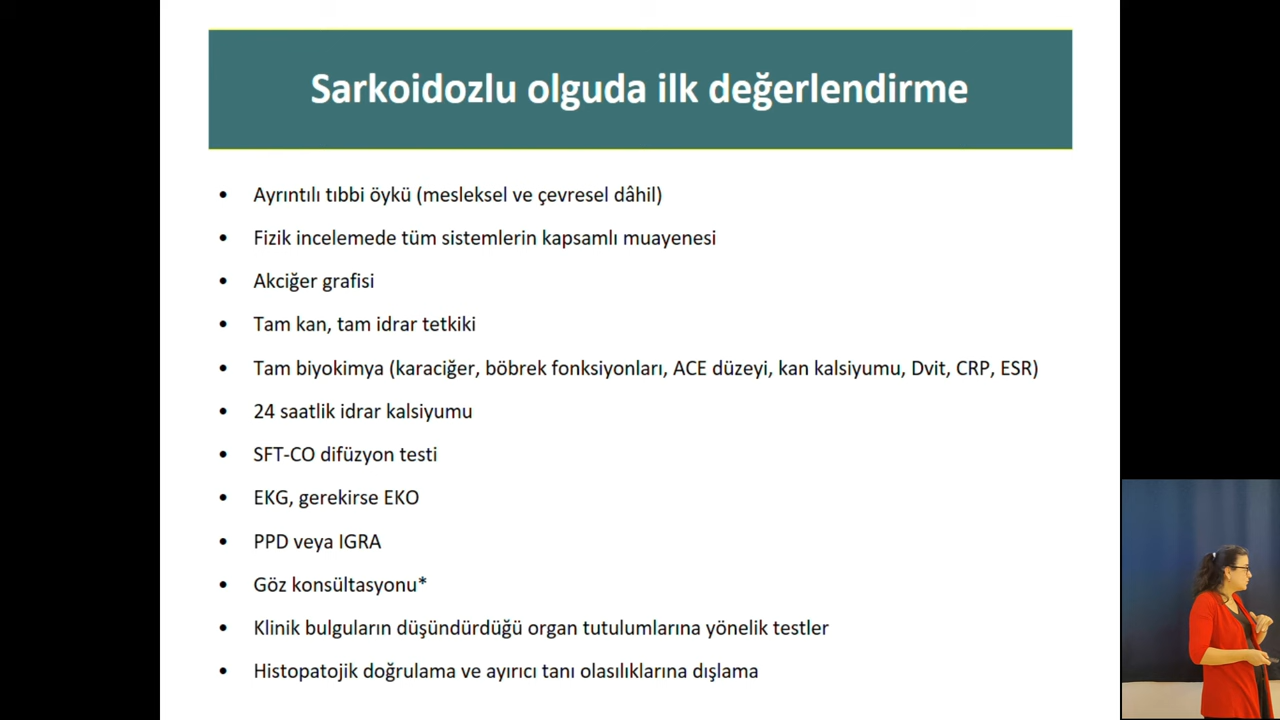 Sarkoidozlu olguda ilk değerlendirme
• Ayrıntılı tıbbi öykü (mesleksel ve çevresel dâhil)
• Fizik incelemede tüm sistemlerin kapsamlı muayenesi
• Akciğer grafisi
• Tam kan, tam idrar tetkiki
• Tam biyokimya (karaciğer, böbrek fonksiyonları, ACE düzeyi, kan kalsiyumu, Dvit, CRP, ESR)
• 24 saatlik idrar kalsiyumu
• SFT-CO difüzyon testi
• EKG, gerekirse EKO
• PPD veya IGRA
• Göz konsültasyonu*
• Klinik bulguların düşündürdüğü organ tutulumlarına yönelik testler
• Histopatojik doğrulama ve ayırıcı tanı olasılıklarına dışlama